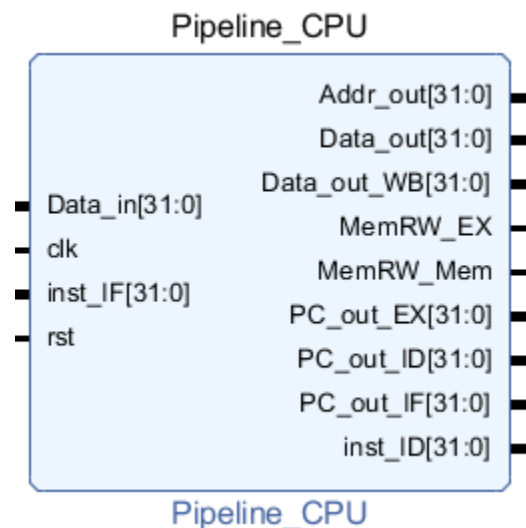 Pipeline_CPU
Data_in[31:0]
clk
inst_IF[31:0]
rst
Addr_out[31:0]
Data_out[31:0]
Data_out_WB[31:0]
MemRW_EX
MemRW_Mem
PC_out_EX[31:0]
PC_out_ID[31:0]
PC_out_IF[31:0]
inst_ID[31:0]
Pipeline_CPU